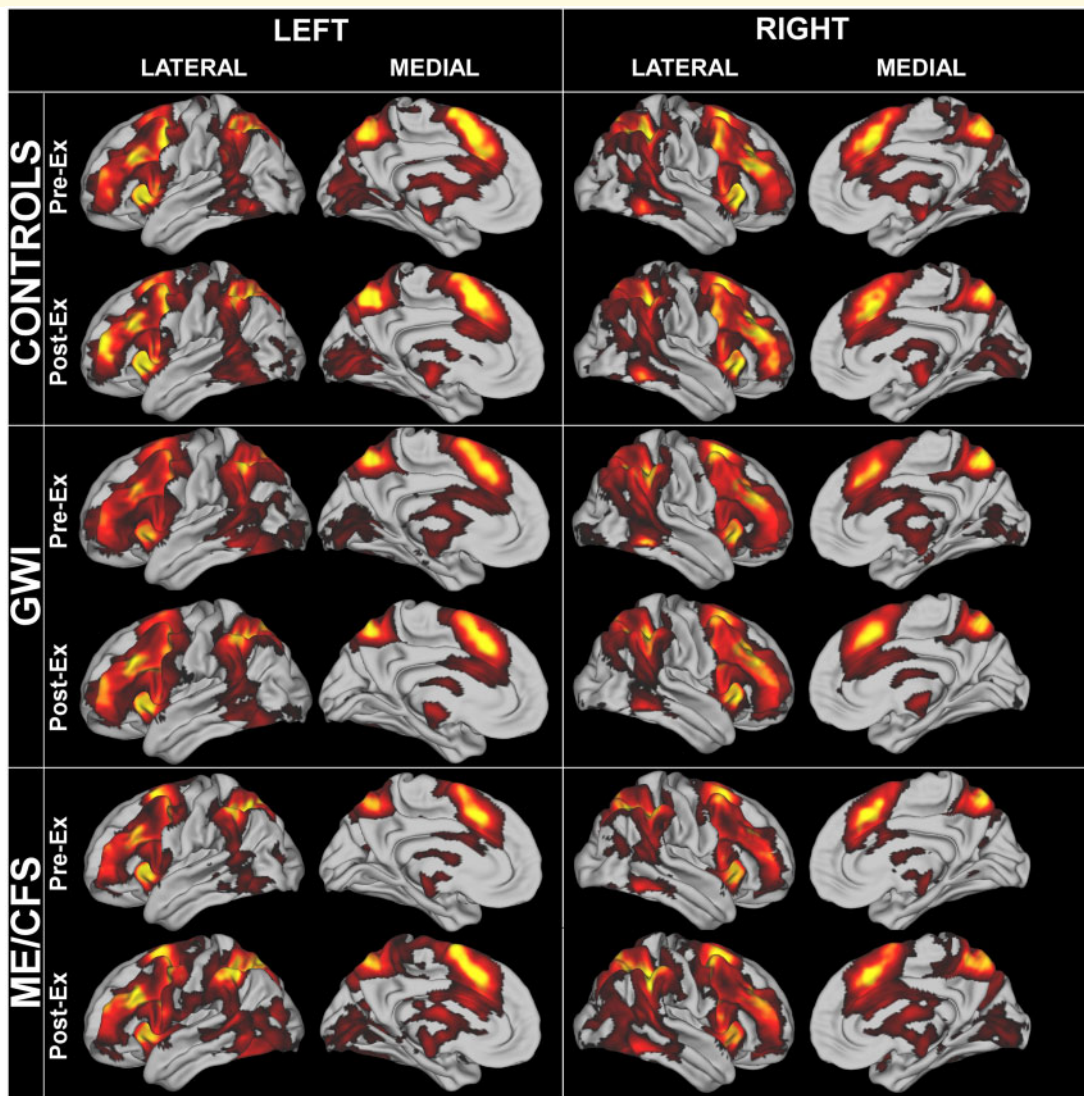 LEFT
RIGHT
LATERAL
MEDIAL
LATERAL
MEDIAL
CONTROLS
Pre-Ex
Post-Ex
GWI
Pre-Ex
Post-Ex
ME/CFS
Pre-Ex
Post-Ex